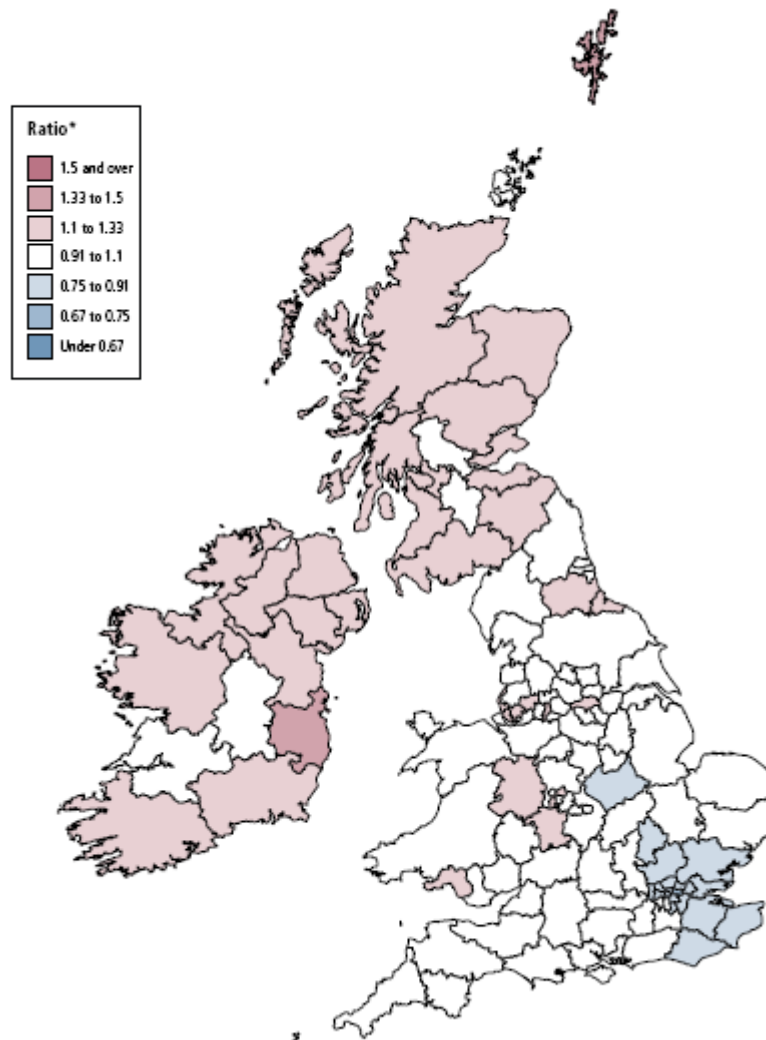 Ratio*
1.5 and over
1.33 to 1.5
1.1 to 1.33
0.91 to 1.1
0.75 to 0.91
0.67 to 0.75
Under 0.67